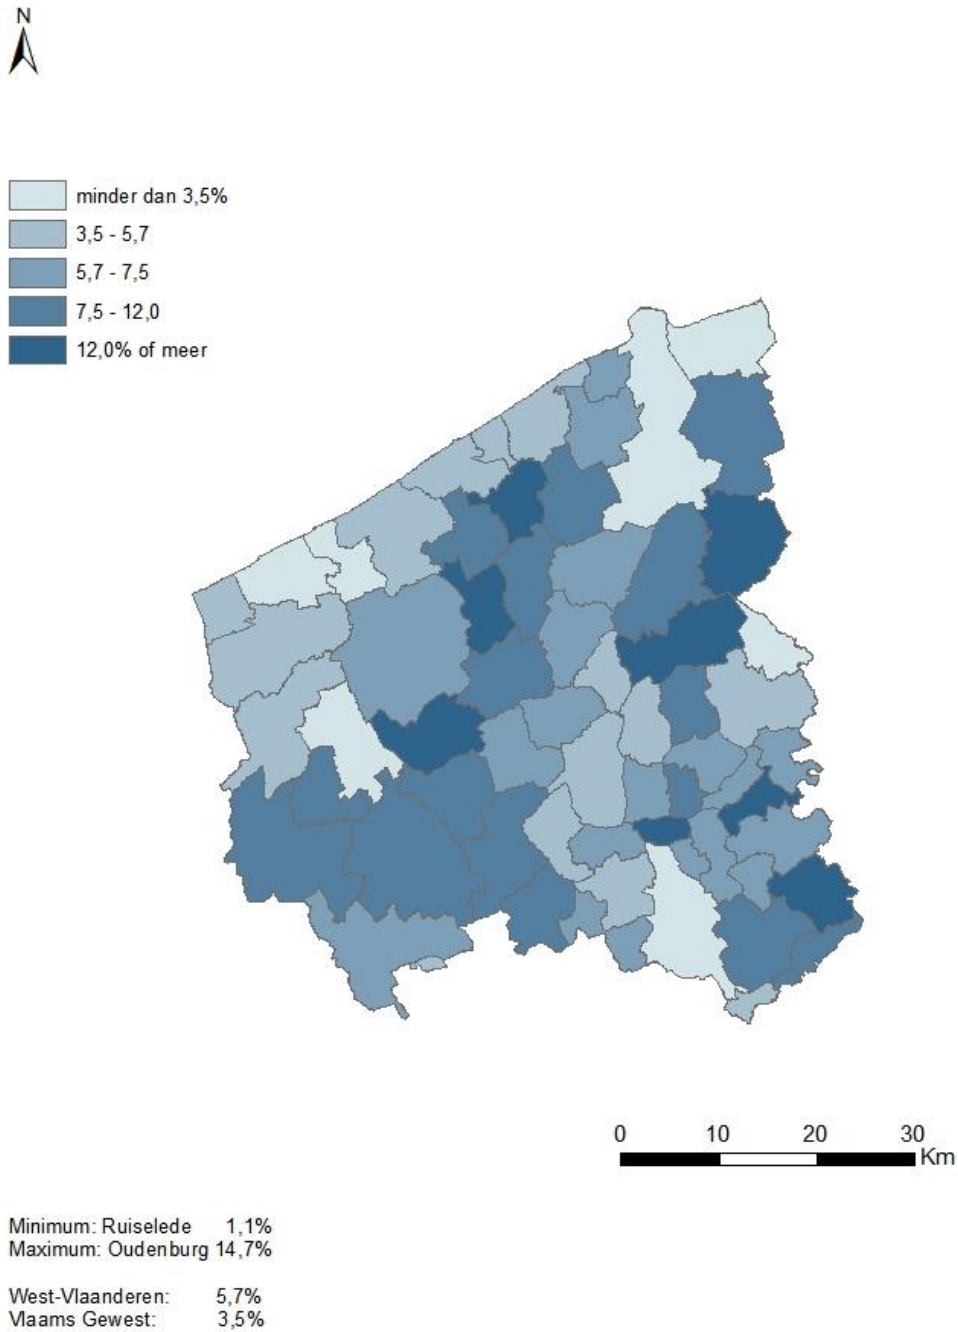 N
minder dan 3,5%
3,5 - 5,7
5,7 - 7,5
7,5 - 12,0
12,0% of meer
0 10 20 30
Km
Minimum: Ruiselede 1,1%
Maximum: Oudenburg 14,7%
West-Vlaanderen: 5,7%
Vlaams Gewest: 3,5%